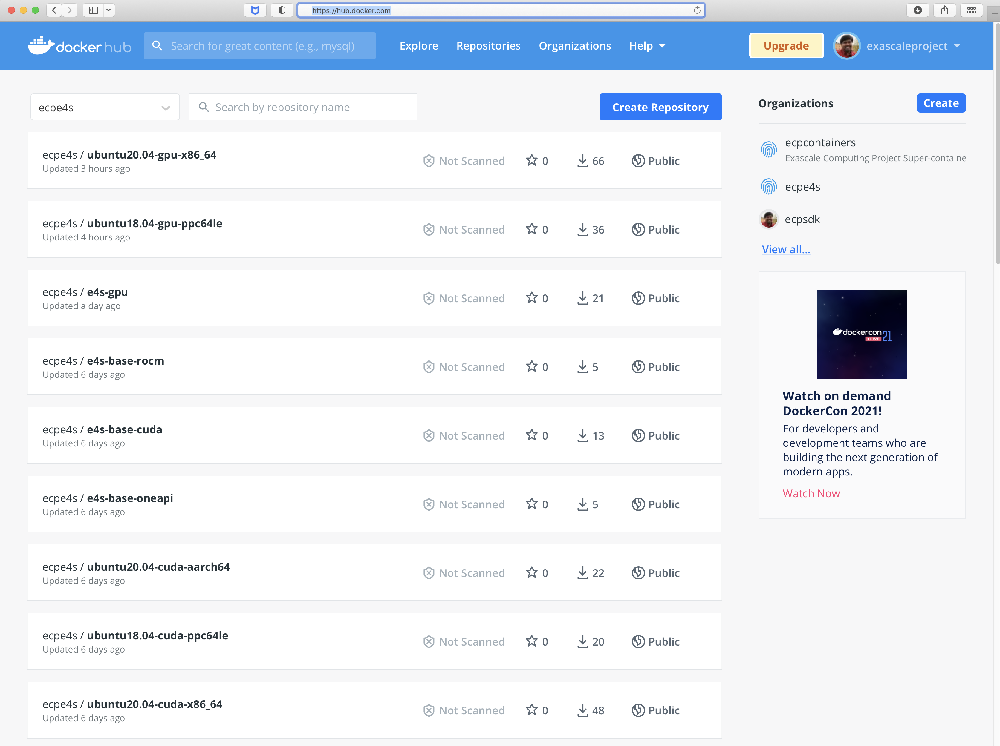 https://hub.docker.com
docker hub
Search for great content (e.g., mysql)
Explore
Repositories
Organizations
Help
Upgrade
exascaleproject
ecpe4s
Search by repository name
Create Repository
ecpe4s / ubuntu20.04-gpu-x86_64
Updated 3 hours ago
Not Scanned
0
66
Public
ecpe4s / ubuntu18.04-gpu-ppc64le
Updated 4 hours ago
Not Scanned
0
36
Public
ecpe4s / e4s-gpu
Updated a day ago
Not Scanned
0
21
Public
ecpe4s / e4s-base-rocm
Updated 6 days ago
Not Scanned
0
5
Public
ecpe4s / e4s-base-cuda
Updated 6 days ago
Not Scanned
0
13
Public
ecpe4s / e4s-base-oneapi
Updated 6 days ago
Not Scanned
0
5
Public
ecpe4s / ubuntu20.04-cuda-aarch64
Updated 6 days ago
Not Scanned
0
22
Public
ecpe4s / ubuntu18.04-cuda-ppc64le
Updated 6 days ago
Not Scanned
0
20
Public
ecpe4s / ubuntu20.04-cuda-x86_64
Updated 6 days ago
Not Scanned
0
48
Public
Organizations
Create
ecpcontainers
Exascale Computing Project Super-containe
ecpe4s
ecpsdk
View all...
dockercon 21
LIVE
Watch on demand
DockerCon 2021!
For developers and
development teams who are
building the next generation of
modern apps.
Watch Now